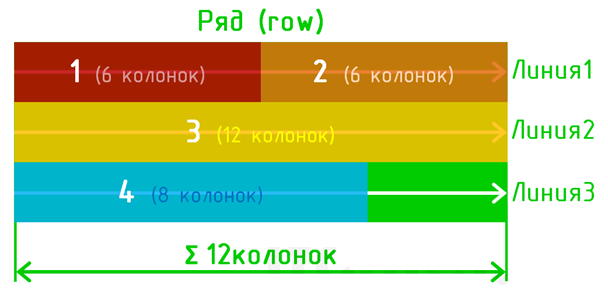 Ряд (row)
1 (6 колонок) 2 (6 колонок) Линия1
3 (12 колонок) Линия2
4 (8 колонок) Линия3
Σ 12колонок